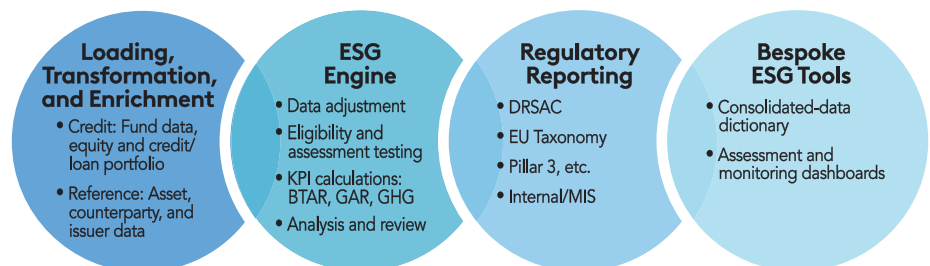 Loading,
Transformation,
and Enrichment
• Credit: Fund data,
equity and credit/
loan portfolio
• Reference: Asset,
counterparty, and
issuer data
ESG
Engine
• Data adjustment
• Eligibility and
assessment testing
• KPI calculations:
BTAR, GAR, GHG
• Analysis and review
Regulatory
Reporting
• DRSAC
• EU Taxonomy
• Pillar 3, etc.
• Internal/MIS
Bespoke
ESG Tools
• Consolidated-data
dictionary
• Assessment and
monitoring dashboards